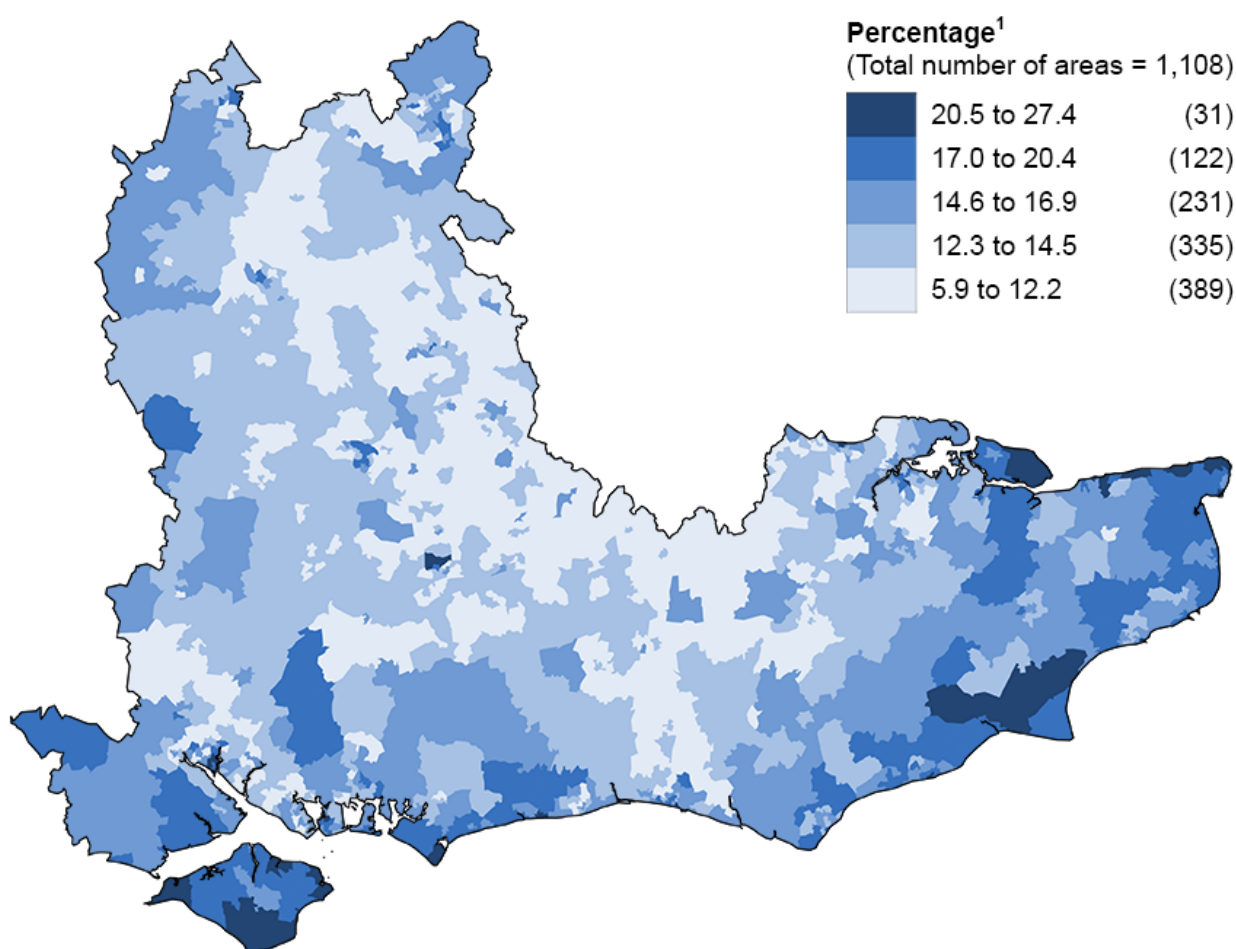 Percentage¹
(Total number of areas = 1,108)
20.5 to 27.4 (31)
17.0 to 20.4 (122)
14.6 to 16.9 (231)
12.3 to 14.5 (335)
5.9 to 12.2 (389)